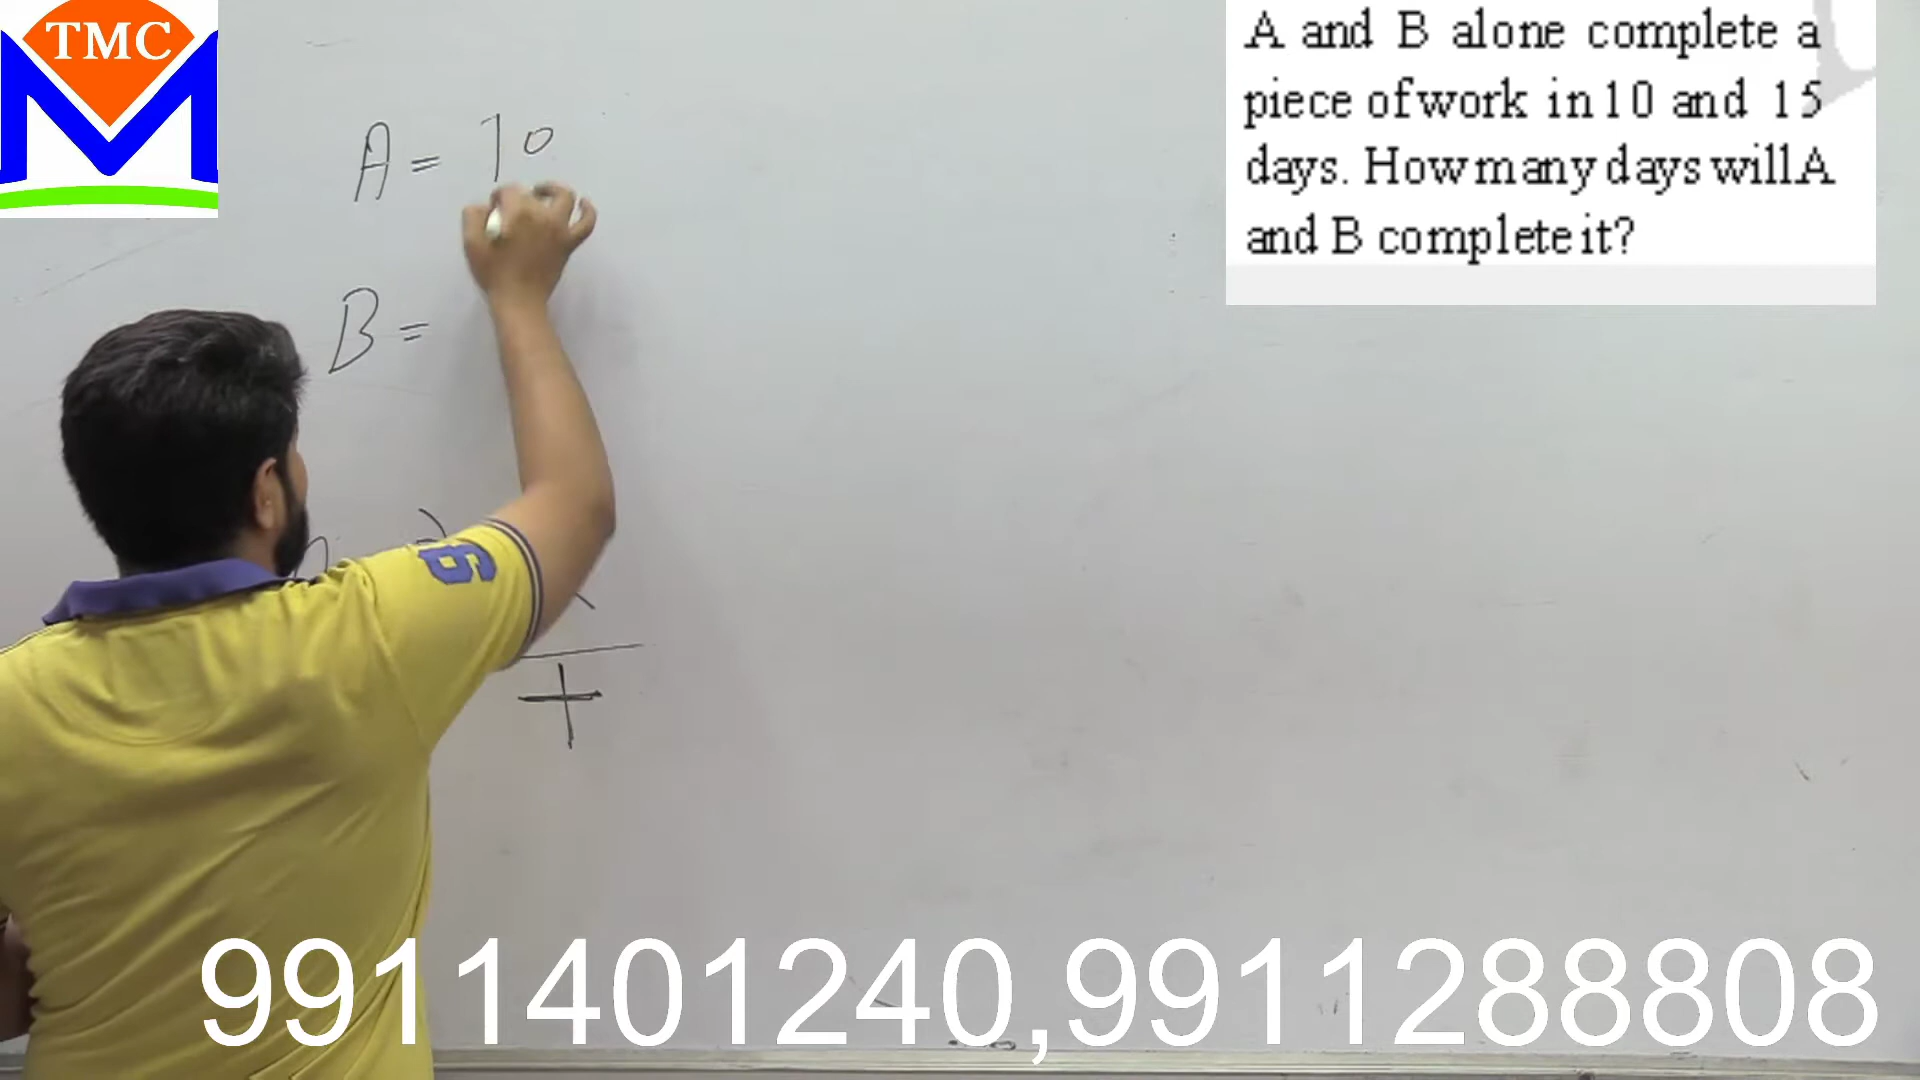 TMC
A and B alone complete a
piece of work in 10 and 15
days. How many days will A
and B complete it?
A = 10
B =
6
+
9911401240,9911288808